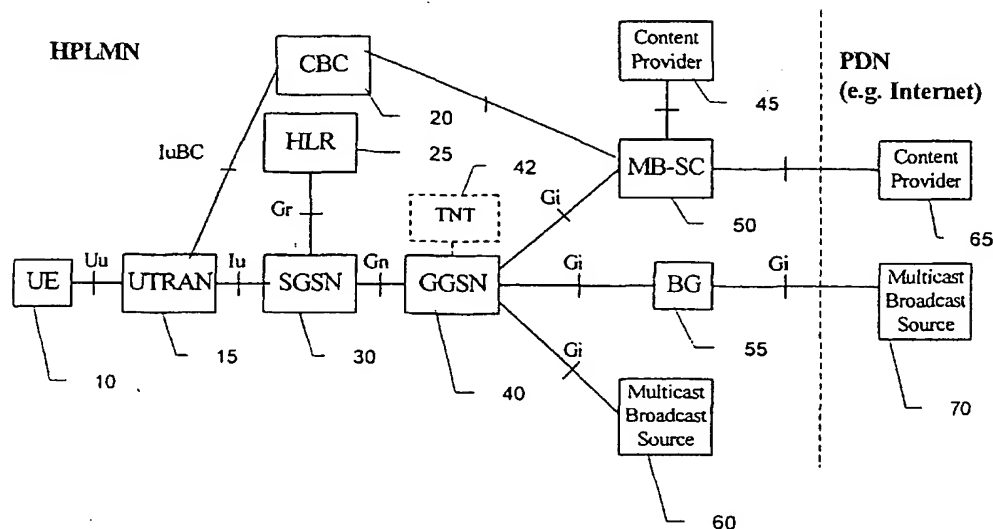 HPLMN
CBC
20
Content
Provider
45
PDN
(e.g. Internet)
IuBC
HLR
25
42
TNT
Gi
MB-SC
50
Content
Provider
65
Gr
Uu
Iu
Gn
Gi
Gi
UE
UTRAN
SGSN
GGSN
BG
Multicast
Broadcast
Source
10
15
30
40
55
70
Gi
Multicast
Broadcast
Source
60